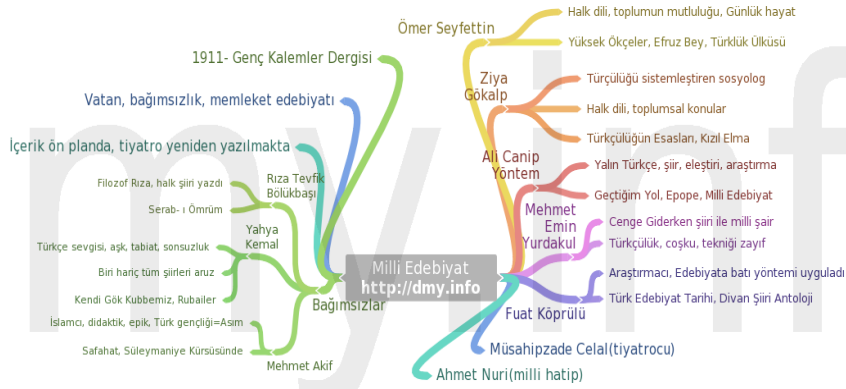 Milli Edebiyat
http://dmy.info
Ömer Seyfettin
Halk dili, toplumun mutluluğu, Günlük hayat
Yüksek Ökçeler, Efruz Bey, Türklük Ülküsü
Ziya
Gökalp
Türçülüğü sistemleştiren sosyolog
Halk dili, toplumsal konular
Türkçülüğün Esasları, Kızıl Elma
Ali Canip
Yöntem
Yalın Türkçe, şiir, eleştiri, araştırma
Geçtiğim Yol, Epope, Milli Edebiyat
Mehmet
Emin
Yurdakul
Cenge Giderken şiiri ile milli şair
Türkçülük, coşku, tekniği zayıf
Fuat Köprülü
Araştırmacı, Edebiyata batı yöntemi uyguladı
Türk Edebiyat Tarihi, Divan Şiiri Antoloji
Müsahipzade Celal(tiyatrocu)
Ahmet Nuri(milli hatip)
1911- Genç Kalemler Dergisi
Vatan, bağımsızlık, memleket edebiyatı
İçerik ön planda, tiyatro yeniden yazılmakta
Bağımsızlar
Rıza Tevfik
Bölükbaşı
Filozof Rıza, halk şiiri yazdı
Serab- ı Ömrüm
Yahya
Kemal
Türkçe sevgisi, aşk, tabiat, sonsuzluk
Biri hariç tüm şiirleri aruz
Kendi Gök Kubbemiz, Rubailer
Mehmet Akif
İslamcı, didaktik, epik, Türk gençliği=Asım
Safahat, Süleymaniye Kürsüsünde
my.inf